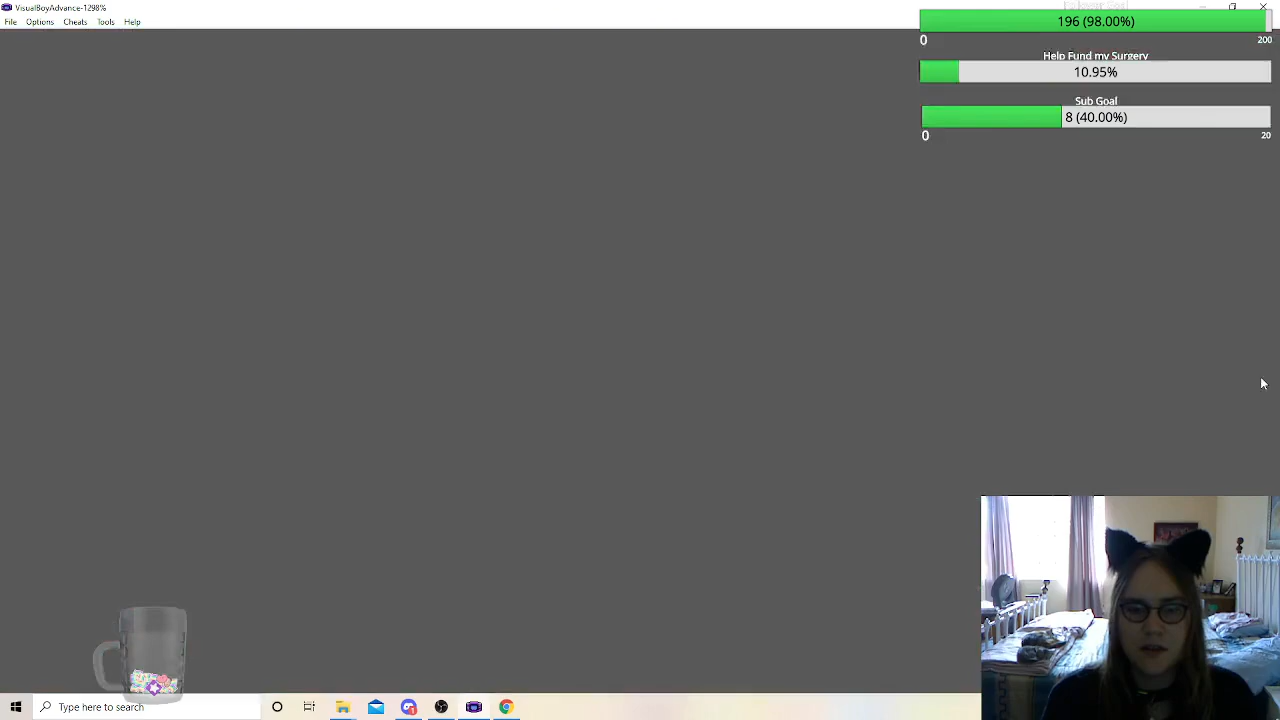 VisualBoyAdvance-1298%
File Options Cheats Tools Help
196 (98.00%)
0 200
Help Fund my Surgery
10.95%
Sub Goal
8 (40.00%)
0 20
Type here to search